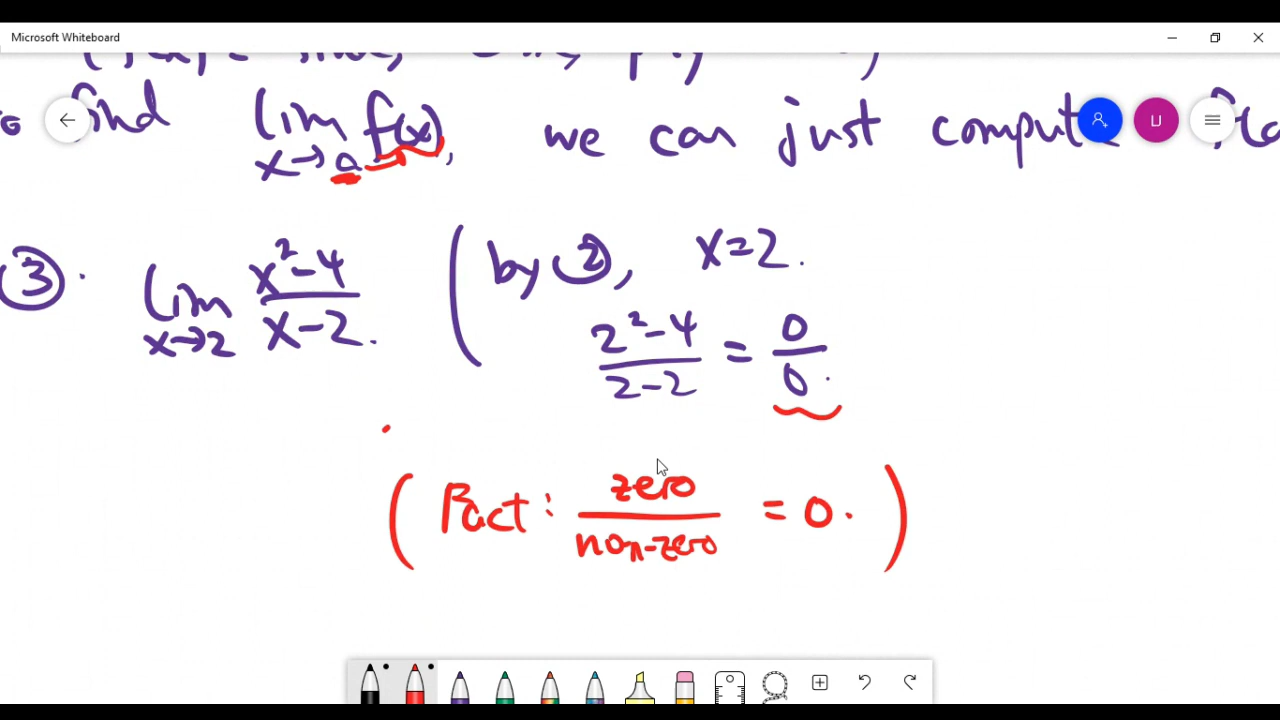 Microsoft Whiteboard
find lim x→a f(x), we can just compute
③. lim x→2 (x²-4)/(x-2). ( by ②, x=2.
(2²-4)/(2-2) = 0/0.
( Fact: zero/non-zero = 0. )
LJ